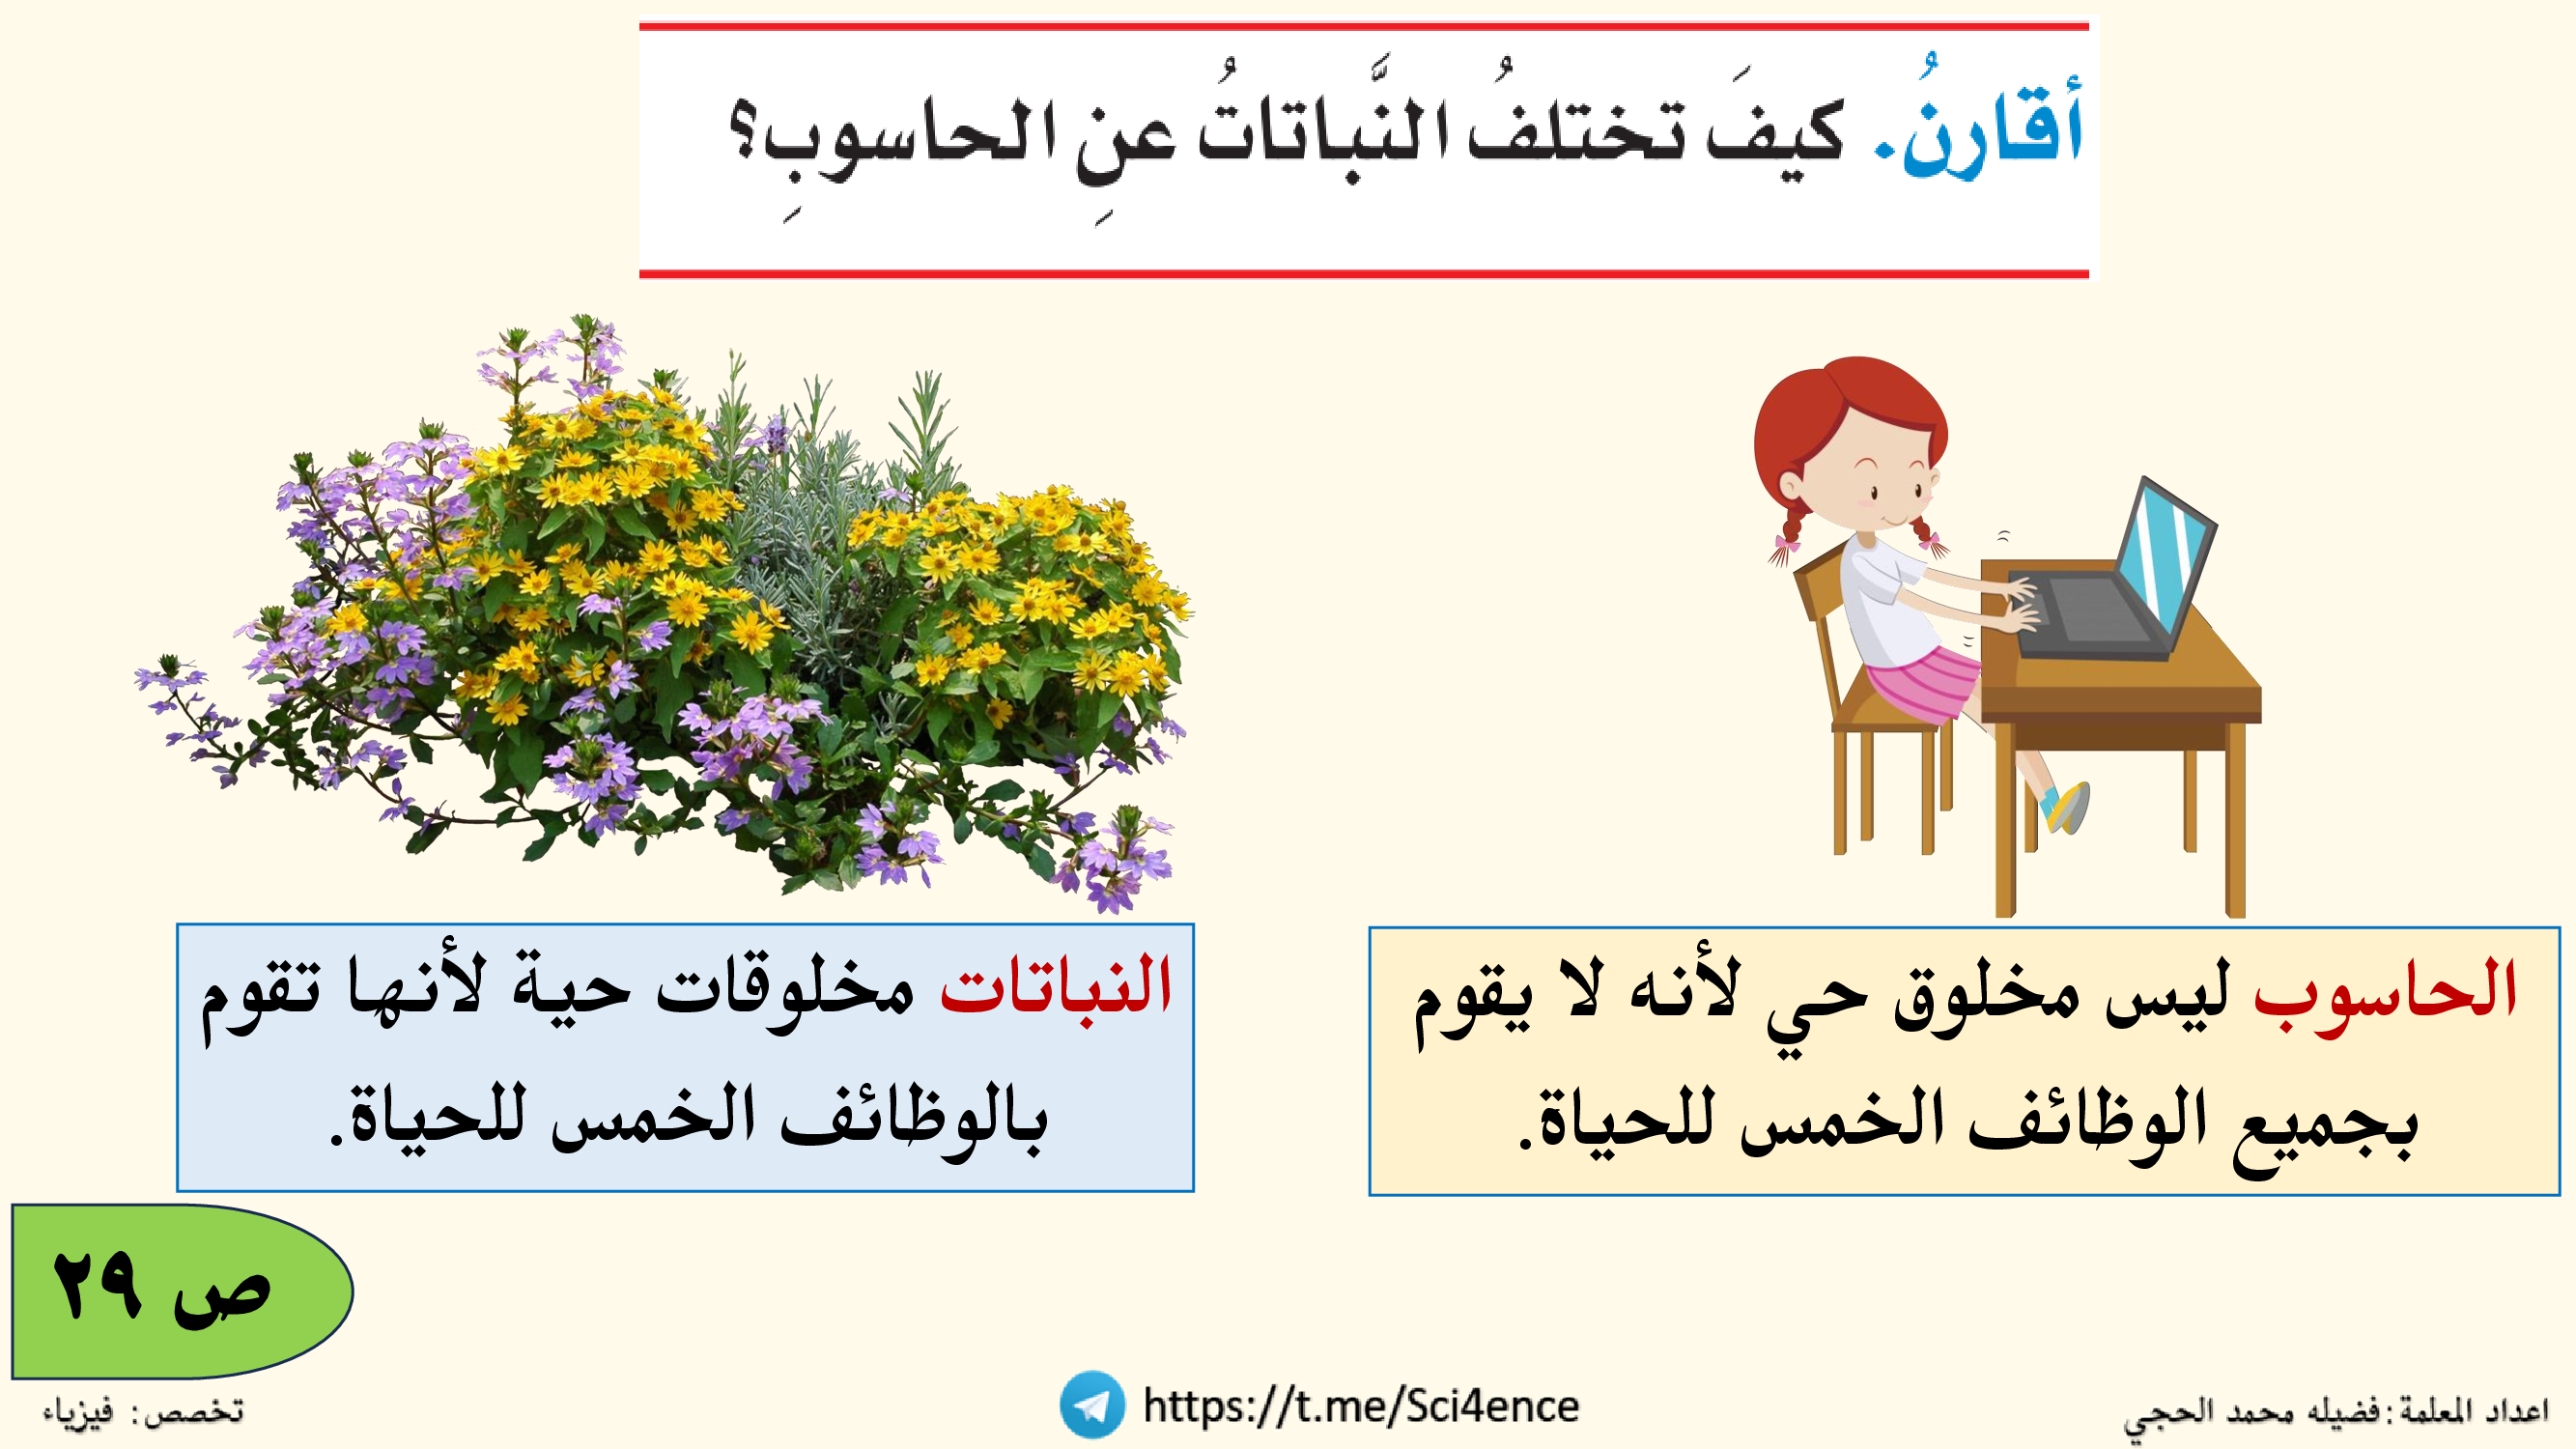 أقارنُ. كيفَ تختلفُ النَّباتاتُ عنِ الحاسوبِ؟
الحاسوب ليس مخلوق حي لأنه لا يقوم
بجميع الوظائف الخمس للحياة.
النباتات مخلوقات حية لأنها تقوم
بالوظائف الخمس للحياة.
ص ٢٩
اعداد المعلمة:فضيله محمد الحجي
https://t.me/Sci4ence
تخصص: فيزياء